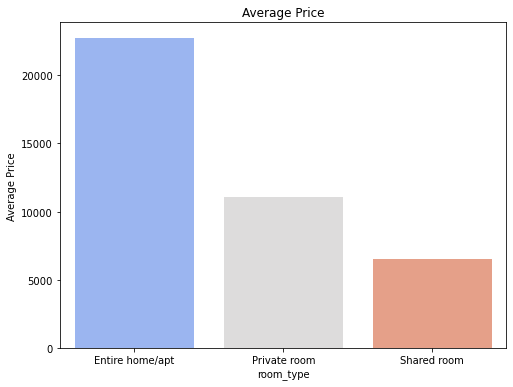 Average Price
20000
15000
10000
5000
0
Average Price
Entire home/apt Private room Shared room
room_type